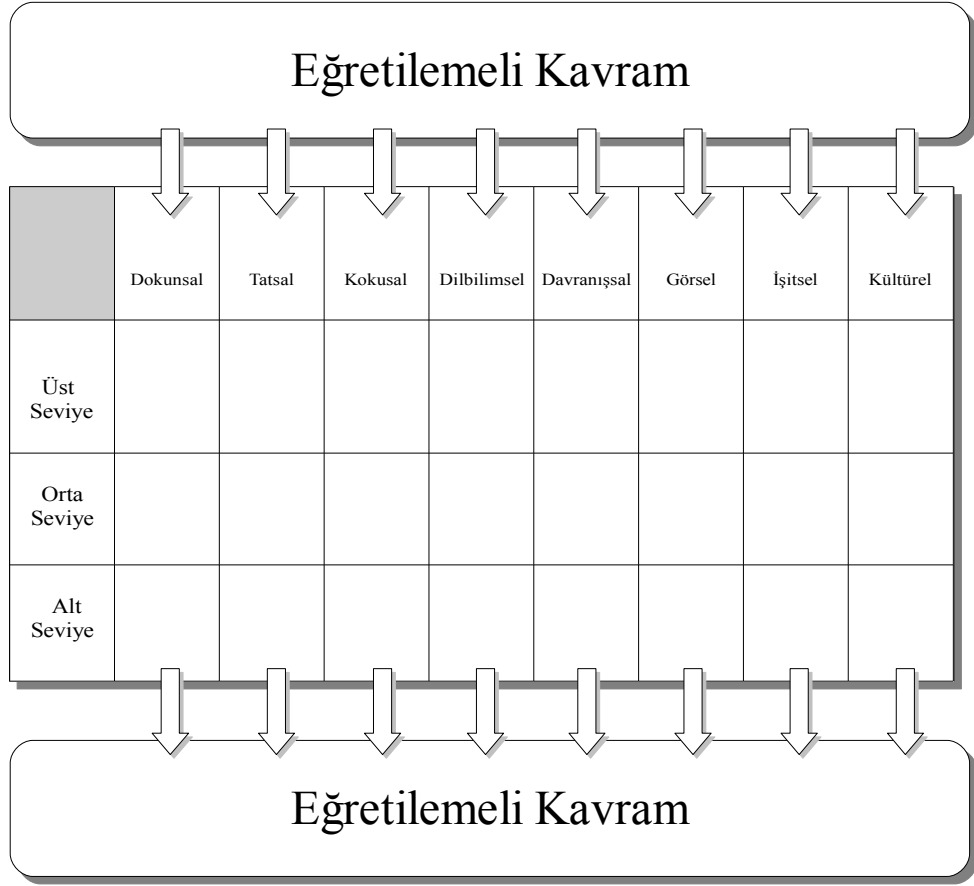 Eğretilemeli Kavram
Dokunsal Tatsal Kokusal Dilbilimsel Davranışsal Görsel İşitsel Kültürel
Üst
Seviye
Orta
Seviye
Alt
Seviye
Eğretilemeli Kavram